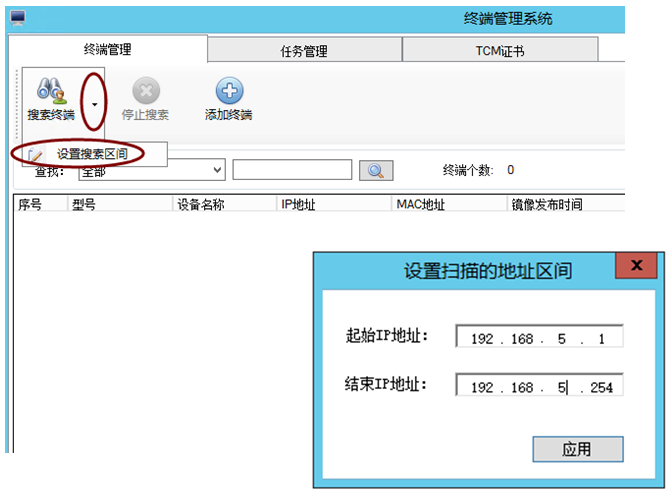 终端管理系统
终端管理 任务管理 TCM证书
搜索终端 停止搜索 添加终端
设置搜索区间
查找： 全部 终端个数: 0
序号 型号 设备名称 IP地址 MAC地址 镜像发布时间
设置扫描的地址区间 x
起始IP地址： 192 . 168 . 5 . 1
结束IP地址： 192 . 168 . 5 . 254
应用